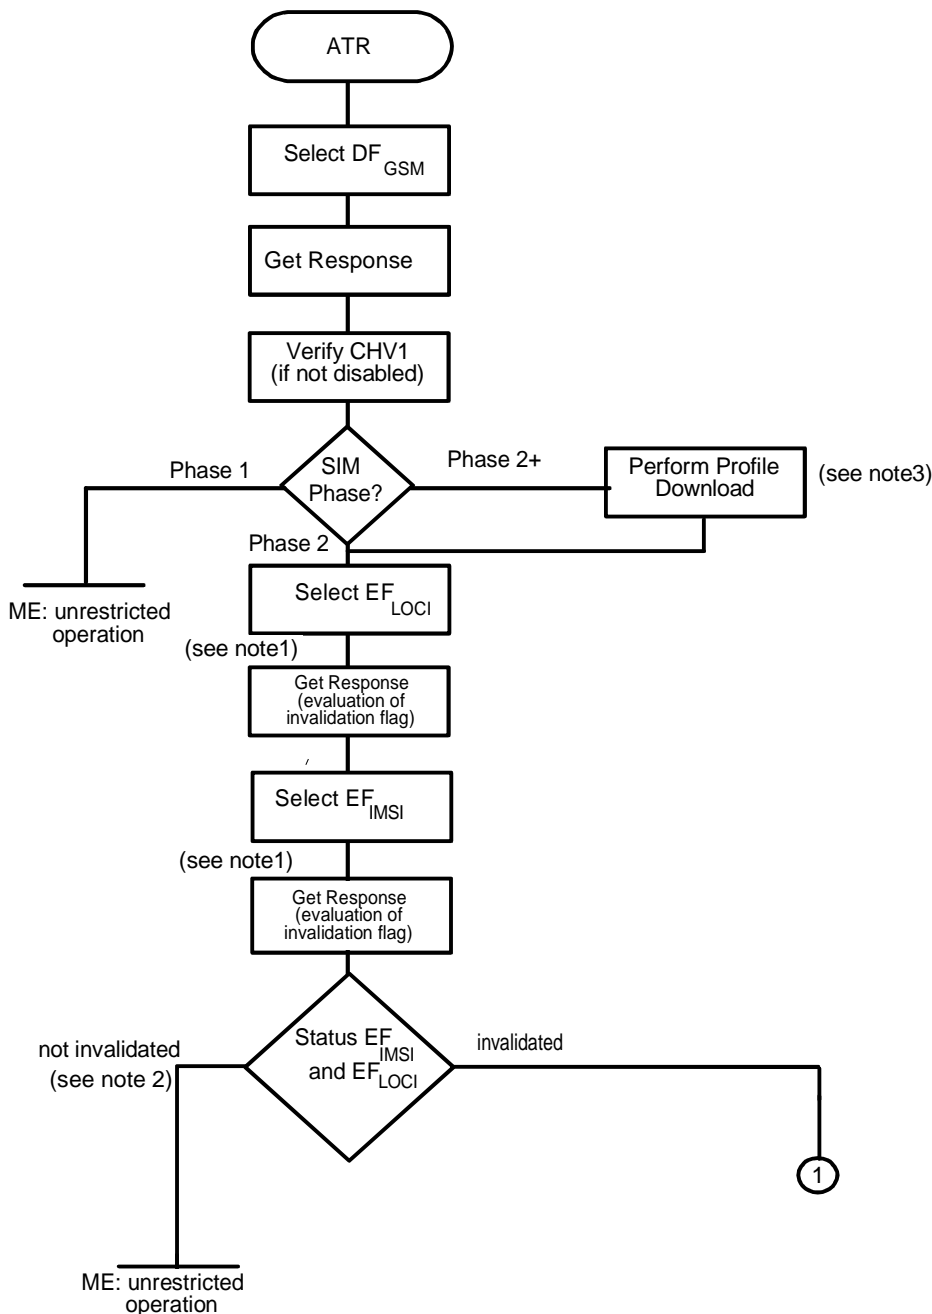 ATR
Select DF GSM
Get Response
Verify CHV1
(if not disabled)
Phase 1
SIM
Phase?
Phase 2+
Perform Profile
Download
(see note3)
Phase 2
ME: unrestricted
operation
Select EF LOCI
(see note1)
Get Response
(evaluation of
invalidation flag)
Select EF IMSI
(see note1)
Get Response
(evaluation of
invalidation flag)
not invalidated
(see note 2)
Status EF IMSI
and EF LOCI
invalidated
1
ME: unrestricted
operation